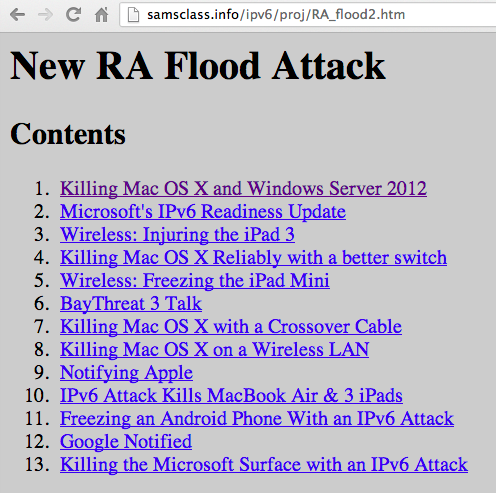 samsclass.info/ipv6/proj/RA_flood2.htm
New RA Flood Attack
Contents
1. Killing Mac OS X and Windows Server 2012
2. Microsoft's IPv6 Readiness Update
3. Wireless: Injuring the iPad 3
4. Killing Mac OS X Reliably with a better switch
5. Wireless: Freezing the iPad Mini
6. BayThreat 3 Talk
7. Killing Mac OS X with a Crossover Cable
8. Killing Mac OS X on a Wireless LAN
9. Notifying Apple
10. IPv6 Attack Kills MacBook Air & 3 iPads
11. Freezing an Android Phone With an IPv6 Attack
12. Google Notified
13. Killing the Microsoft Surface with an IPv6 Attack